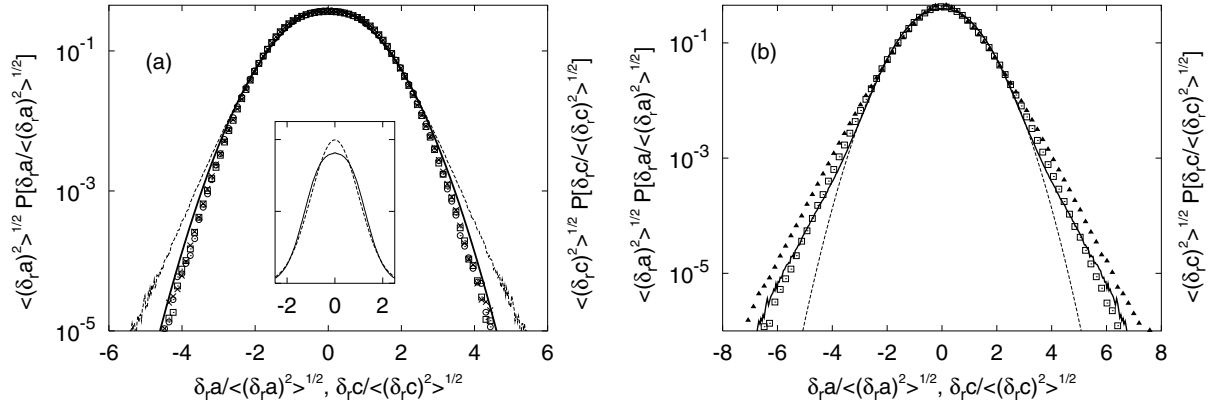 (a)
10^-1
10^-3
10^-5
<(δ_r a)^2>^1/2 P[δ_r a/<(δ_r a)^2>^1/2]
<(δ_r c)^2>^1/2 P[δ_r c/<(δ_r c)^2>^1/2]
-2 0 2
-6 -4 -2 0 2 4 6
δ_r a/<(δ_r a)^2>^1/2, δ_r c/<(δ_r c)^2>^1/2
(b)
10^-1
10^-3
10^-5
<(δ_r a)^2>^1/2 P[δ_r a/<(δ_r a)^2>^1/2]
<(δ_r c)^2>^1/2 P[δ_r c/<(δ_r c)^2>^1/2]
-8 -6 -4 -2 0 2 4 6 8
δ_r a/<(δ_r a)^2>^1/2, δ_r c/<(δ_r c)^2>^1/2